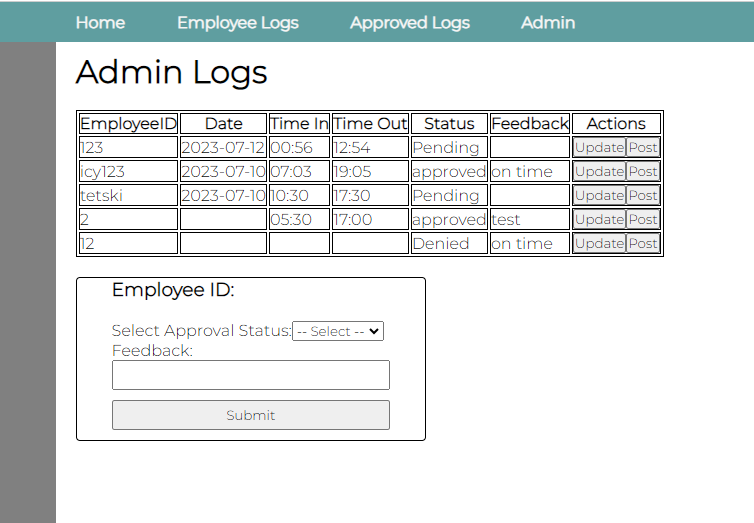 Home Employee Logs Approved Logs Admin
Admin Logs
EmployeeID Date Time In Time Out Status Feedback Actions
123 2023-07-12 00:56 12:54 Pending Update Post
icy123 2023-07-10 07:03 19:05 approved on time Update Post
tetski 2023-07-10 10:30 17:30 Pending Update Post
2 05:30 17:00 approved test Update Post
12 Denied on time Update Post
Employee ID:
Select Approval Status: -- Select --
Feedback:
Submit